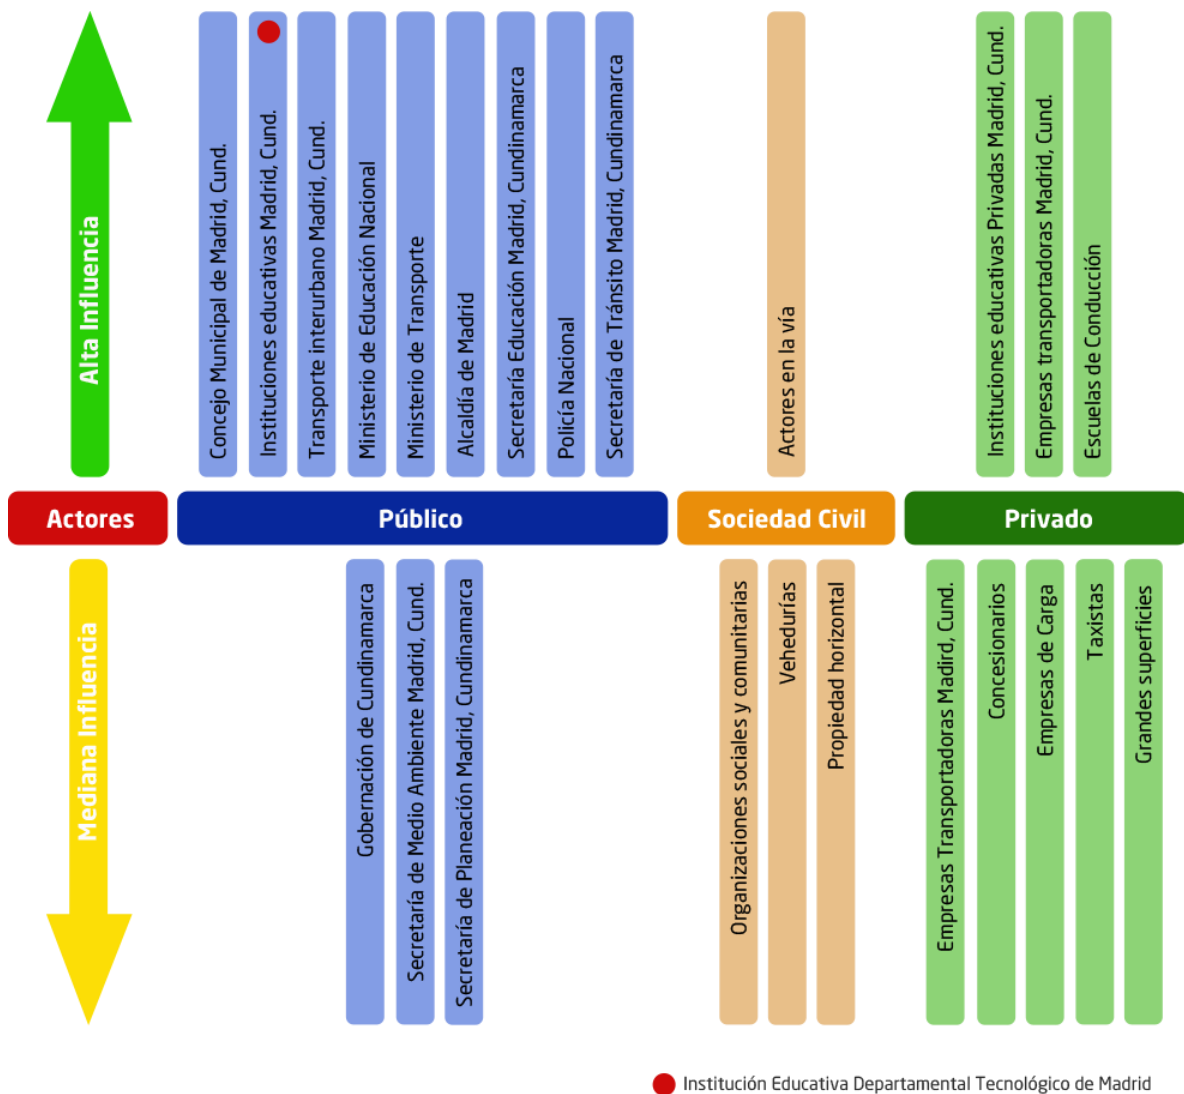 Alta Influencia
Concejo Municipal de Madrid, Cund.
Instituciones educativas Madrid, Cund.
Transporte interurbano Madrid, Cund.
Ministerio de Educación Nacional
Ministerio de Transporte
Alcaldía de Madrid
Secretaría Educación Madrid, Cundinamarca
Policía Nacional
Secretaría de Tránsito Madrid, Cundinamarca
Actores en la vía
Instituciones educativas Privadas Madrid, Cund.
Empresas transportadoras Madrid, Cund.
Escuelas de Conducción
Actores
Público
Sociedad Civil
Privado
Mediana Influencia
Gobernación de Cundinamarca
Secretaría de Medio Ambiente Madrid, Cund.
Secretaría de Planeación Madrid, Cundinamarca
Organizaciones sociales y comunitarias
Vehedurías
Propiedad horizontal
Empresas Transportadoras Madird, Cund.
Concesionarios
Empresas de Carga
Taxistas
Grandes superficies
Institución Educativa Departamental Tecnológico de Madrid